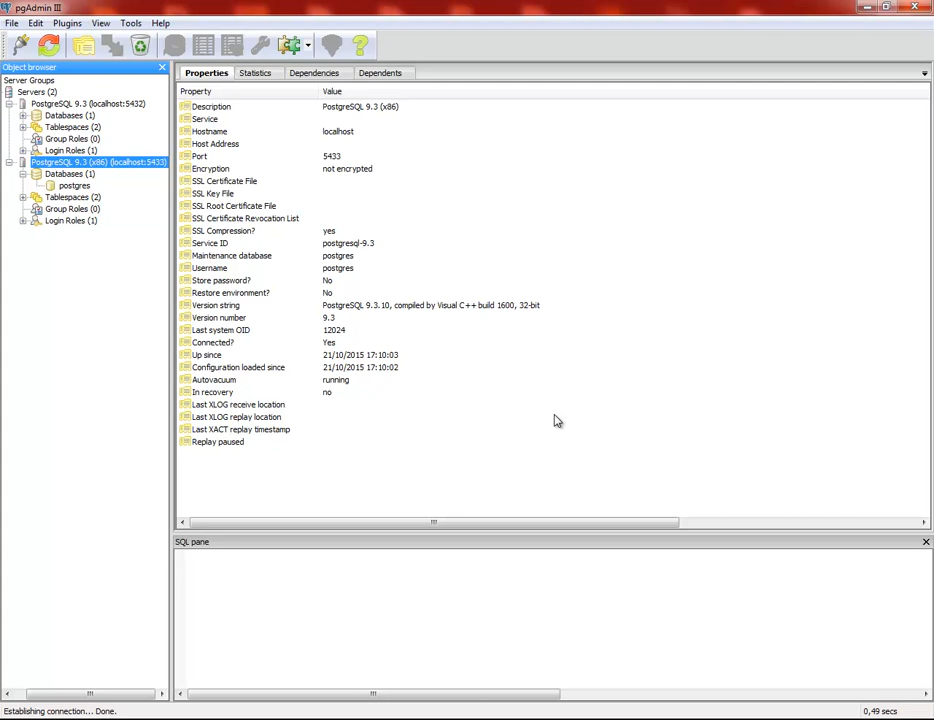 pgAdmin III
File Edit Plugins View Tools Help
Object browser
Server Groups
Servers (2)
PostgreSQL 9.3 (localhost:5432)
Databases (1)
Tablespaces (2)
Group Roles (0)
Login Roles (1)
PostgreSQL 9.3 (x86) (localhost:5433)
Databases (1)
postgres
Tablespaces (2)
Group Roles (0)
Login Roles (1)
Properties Statistics Dependencies Dependents
Property Value
Description PostgreSQL 9.3 (x86)
Service
Hostname localhost
Host Address
Port 5433
Encryption not encrypted
SSL Certificate File
SSL Key File
SSL Root Certificate File
SSL Certificate Revocation List
SSL Compression? yes
Service ID postgresql-9.3
Maintenance database postgres
Username postgres
Store password? No
Restore environment? No
Version string PostgreSQL 9.3.10, compiled by Visual C++ build 1600, 32-bit
Version number 9.3
Last system OID 12024
Connected? Yes
Up since 21/10/2015 17:10:03
Configuration loaded since 21/10/2015 17:10:02
Autovacuum running
In recovery no
Last XLOG receive location
Last XLOG replay location
Last XACT replay timestamp
Replay paused
SQL pane
Establishing connection... Done. 0,49 secs